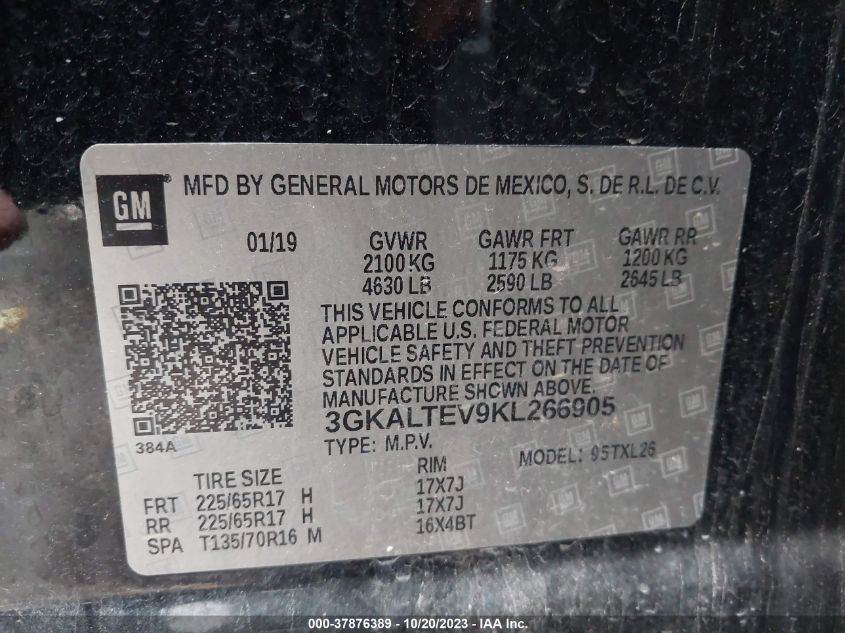 GM
MFD BY GENERAL MOTORS DE MEXICO, S. DE R.L. DE C.V.
01/19 GVWR GAWR FRT GAWR RR
2100 KG 1175 KG 1200 KG
4630 LB 2590 LB 2645 LB
THIS VEHICLE CONFORMS TO ALL
APPLICABLE U.S. FEDERAL MOTOR
VEHICLE SAFETY AND THEFT PREVENTION
STANDARDS IN EFFECT ON THE DATE OF
MANUFACTURE SHOWN ABOVE.
3GKALTEV9KL266905
384A
TYPE: M.P.V. MODEL: 95TXL26
TIRE SIZE RIM
FRT 225/65R17 H 17X7J
RR 225/65R17 H 17X7J
SPA T135/70R16 M 16X4BT
000-37876389 | 10/20/2023 - IAA Inc.